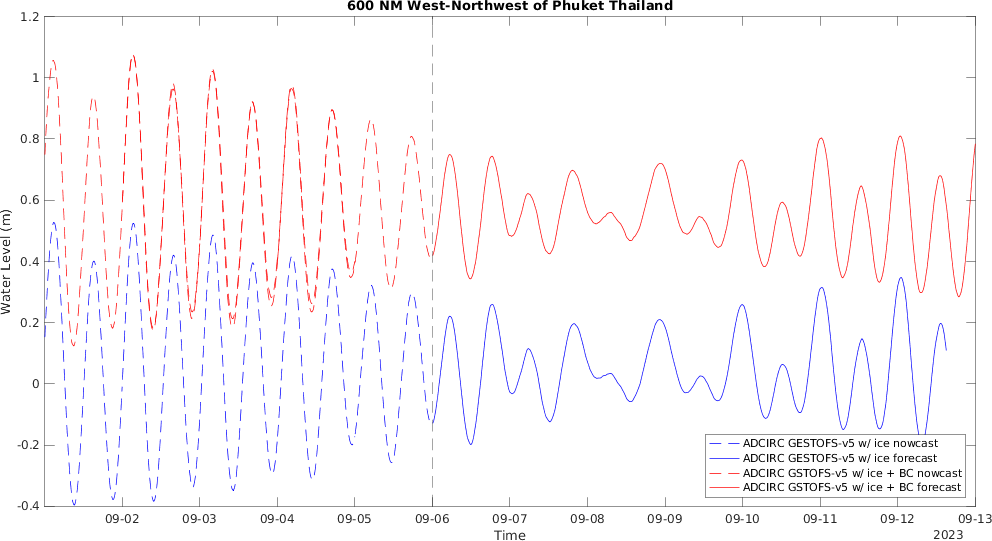 600 NM West-Northwest of Phuket Thailand
1.2
1
0.8
0.6
0.4
0.2
0
-0.2
-0.4
Water Level (m)
ADCIRC GESTOFS-v5 w/ ice nowcast
ADCIRC GESTOFS-v5 w/ ice forecast
ADCIRC GSTOFS-v5 w/ ice + BC nowcast
ADCIRC GSTOFS-v5 w/ ice + BC forecast
09-02 09-03 09-04 09-05 09-06 09-07 09-08 09-09 09-10 09-11 09-12 09-13
Time
2023